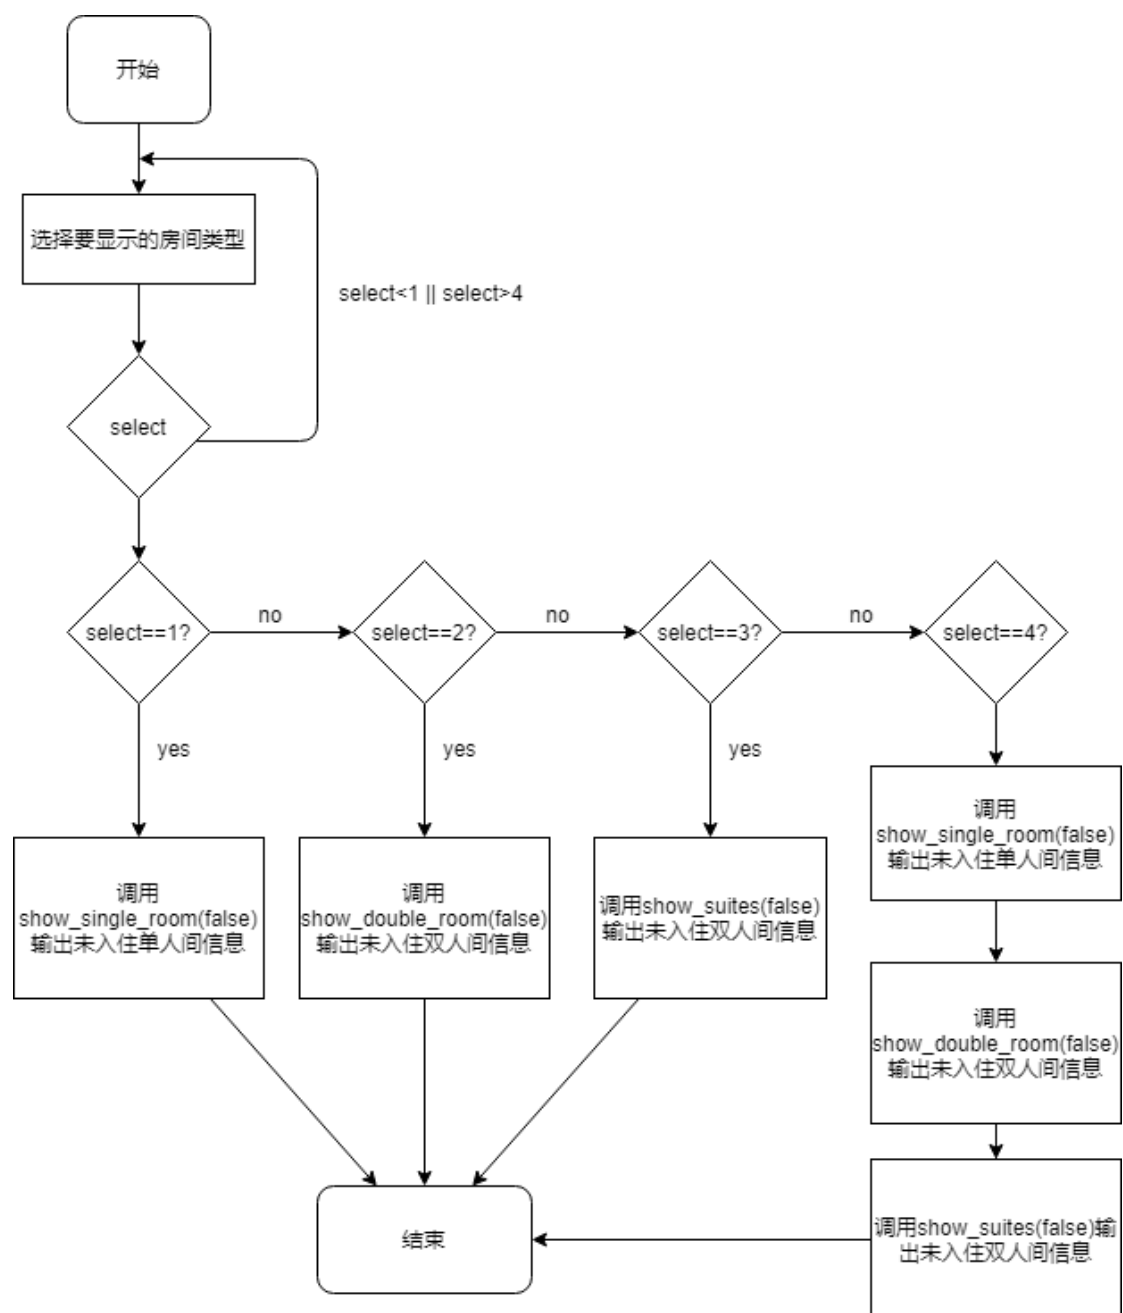 开始
选择要显示的房间类型
select<1 || select>4
select
select==1?
no
select==2?
no
select==3?
no
select==4?
yes
yes
yes
调用
show_single_room(false)
输出未入住单人间信息
调用
show_double_room(false)
输出未入住双人间信息
调用show_suites(false)
输出未入住双人间信息
调用
show_single_room(false)
输出未入住单人间信息
调用
show_double_room(false)
输出未入住双人间信息
调用show_suites(false)输
出未入住双人间信息
结束